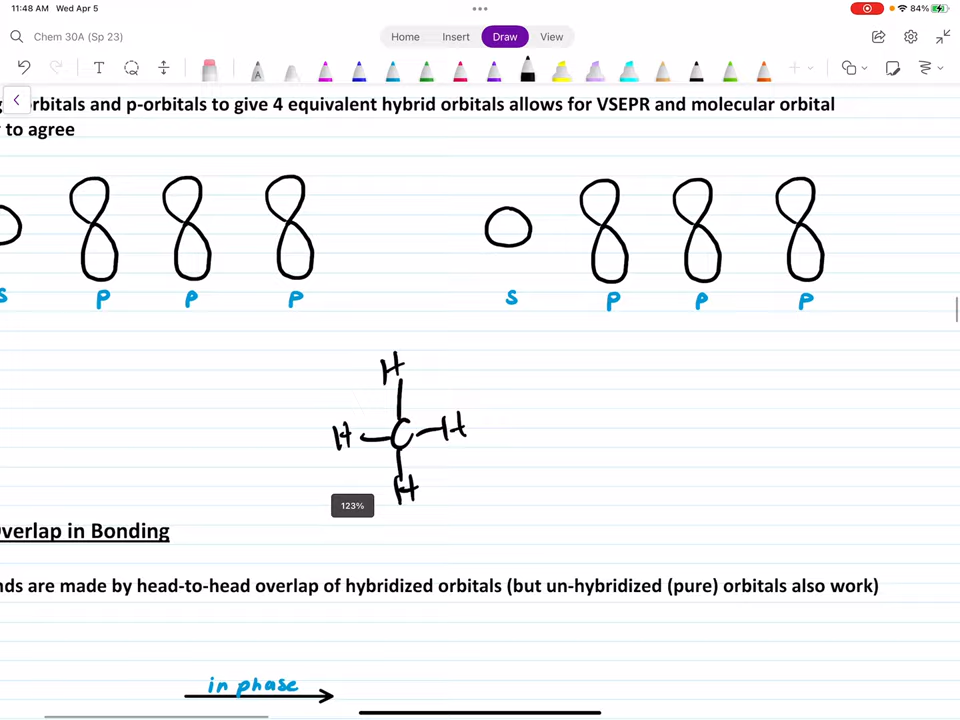 11:48 AM Wed Apr 5
84%
Chem 30A (Sp 23)
Home Insert Draw View
orbitals and p-orbitals to give 4 equivalent hybrid orbitals allows for VSEPR and molecular orbital
to agree
s p p p s p p p
H
H C H
H
123%
verlap in Bonding
nds are made by head-to-head overlap of hybridized orbitals (but un-hybridized (pure) orbitals also work)
in phase